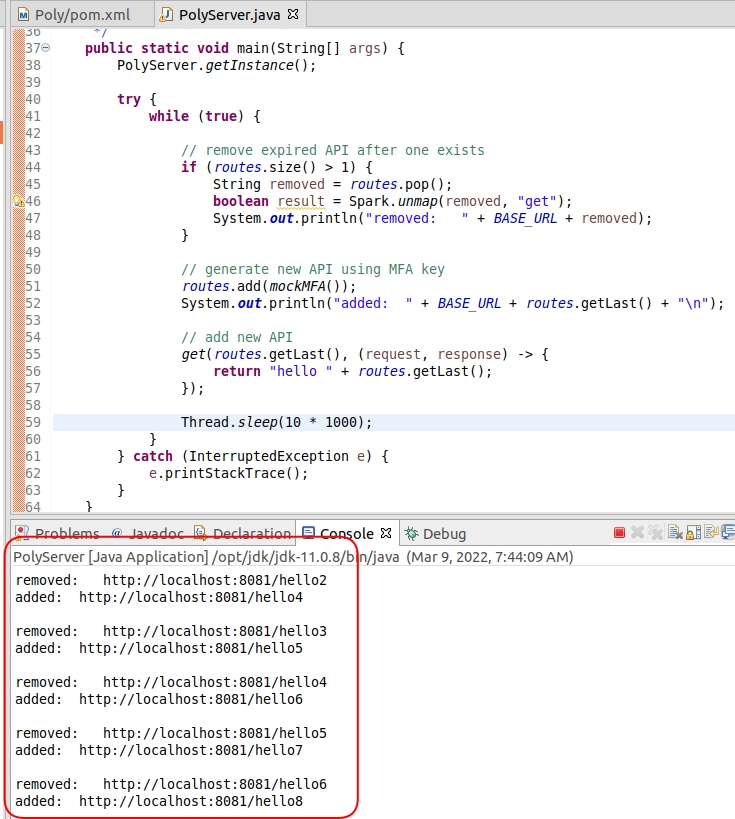 Poly/pom.xml PolyServer.java
36 */
37 public static void main(String[] args) {
38 PolyServer.getInstance();
39
40 try {
41 while (true) {
42
43 // remove expired API after one exists
44 if (routes.size() > 1) {
45 String removed = routes.pop();
46 boolean result = Spark.unmap(removed, "get");
47 System.out.println("removed:   " + BASE_URL + removed);
48 }
49
50 // generate new API using MFA key
51 routes.add(mockMFA());
52 System.out.println("added:  " + BASE_URL + routes.getLast() + "\n");
53
54 // add new API
55 get(routes.getLast(), (request, response) -> {
56 return "hello " + routes.getLast();
57 });
58
59 Thread.sleep(10 * 1000);
60 }
61 } catch (InterruptedException e) {
62 e.printStackTrace();
63 }
64 }
Problems @ Javadoc Declaration Console Debug
PolyServer [Java Application] /opt/jdk/jdk-11.0.8/bin/java (Mar 9, 2022, 7:44:09 AM)
removed:   http://localhost:8081/hello2
added:  http://localhost:8081/hello4
removed:   http://localhost:8081/hello3
added:  http://localhost:8081/hello5
removed:   http://localhost:8081/hello4
added:  http://localhost:8081/hello6
removed:   http://localhost:8081/hello5
added:  http://localhost:8081/hello7
removed:   http://localhost:8081/hello6
added:  http://localhost:8081/hello8